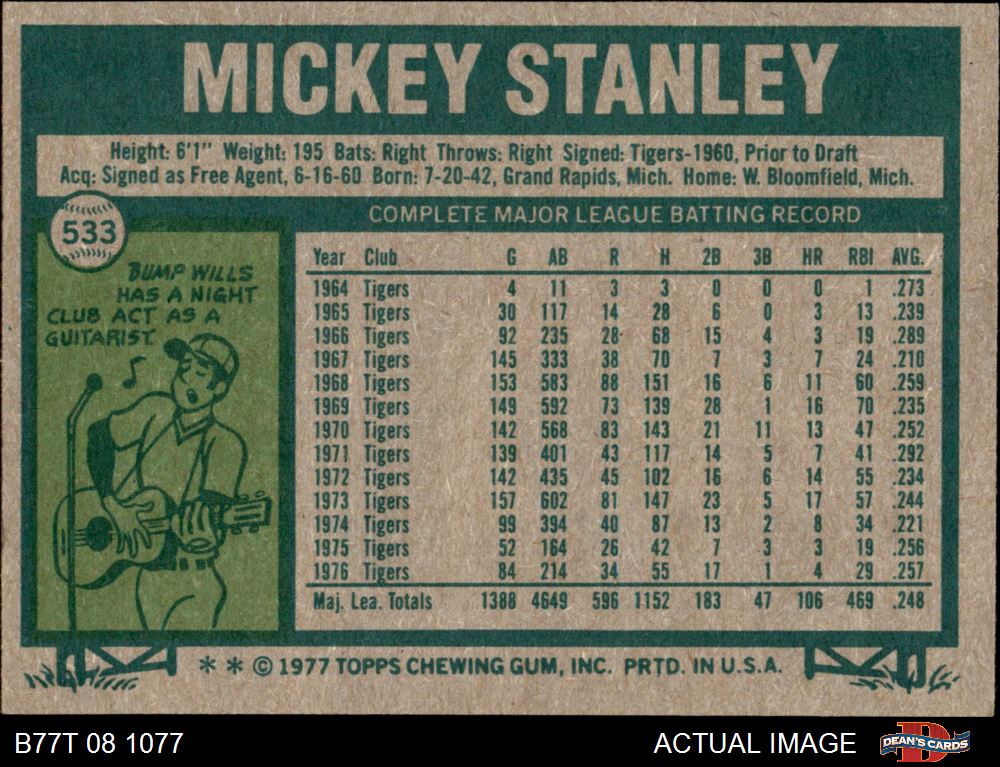 MICKEY STANLEY
Height: 6'1" Weight: 195 Bats: Right Throws: Right Signed: Tigers-1960, Prior to Draft
Acq: Signed as Free Agent, 6-16-60 Born: 7-20-42, Grand Rapids, Mich. Home: W. Bloomfield, Mich.
533
BUMP WILLS
HAS A NIGHT
CLUB ACT AS A
GUITARIST
COMPLETE MAJOR LEAGUE BATTING RECORD
Year Club G AB R H 2B 3B HR RBI AVG.
1964 Tigers 4 11 3 3 0 0 0 1 .273
1965 Tigers 30 117 14 28 6 0 3 13 .239
1966 Tigers 92 235 28 68 15 4 3 19 .289
1967 Tigers 145 333 38 70 7 3 7 24 .210
1968 Tigers 153 583 88 151 16 6 11 60 .259
1969 Tigers 149 592 73 139 28 1 16 70 .235
1970 Tigers 142 568 83 143 21 11 13 47 .252
1971 Tigers 139 401 43 117 14 5 7 41 .292
1972 Tigers 142 435 45 102 16 6 14 55 .234
1973 Tigers 157 602 81 147 23 5 17 57 .244
1974 Tigers 99 394 40 87 13 2 8 34 .221
1975 Tigers 52 164 26 42 7 3 3 19 .256
1976 Tigers 84 214 34 55 17 1 4 29 .257
Maj. Lea. Totals 1388 4649 596 1152 183 47 106 469 .248
** © 1977 TOPPS CHEWING GUM, INC. PRTD. IN U.S.A.
B77T 08 1077
ACTUAL IMAGE
D
DEAN'S CARDS